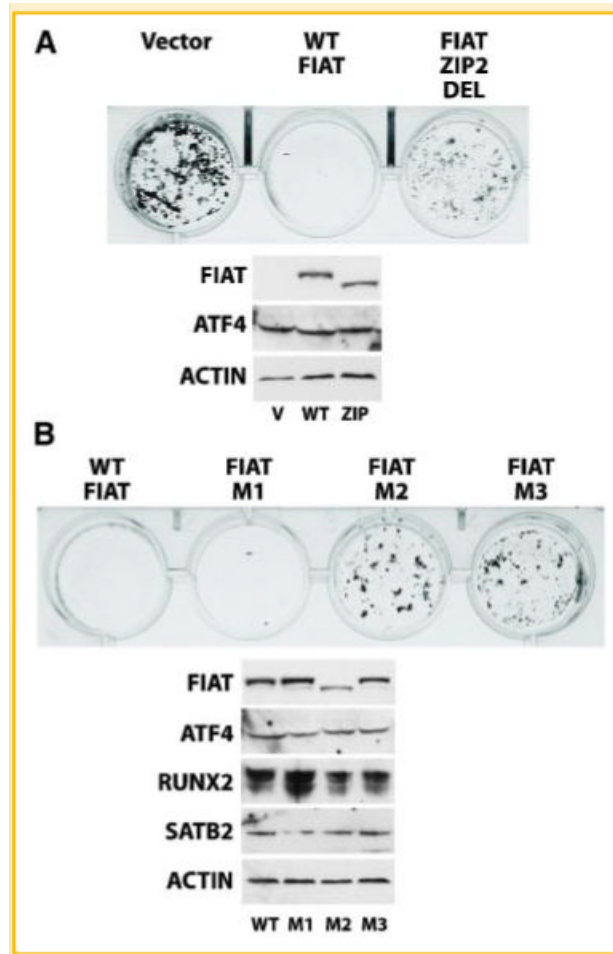 A
Vector
WT
FIAT
FIAT
ZIP2
DEL
FIAT
ATF4
ACTIN
V WT ZIP
B
WT
FIAT
FIAT
M1
FIAT
M2
FIAT
M3
FIAT
ATF4
RUNX2
SATB2
ACTIN
WT M1 M2 M3